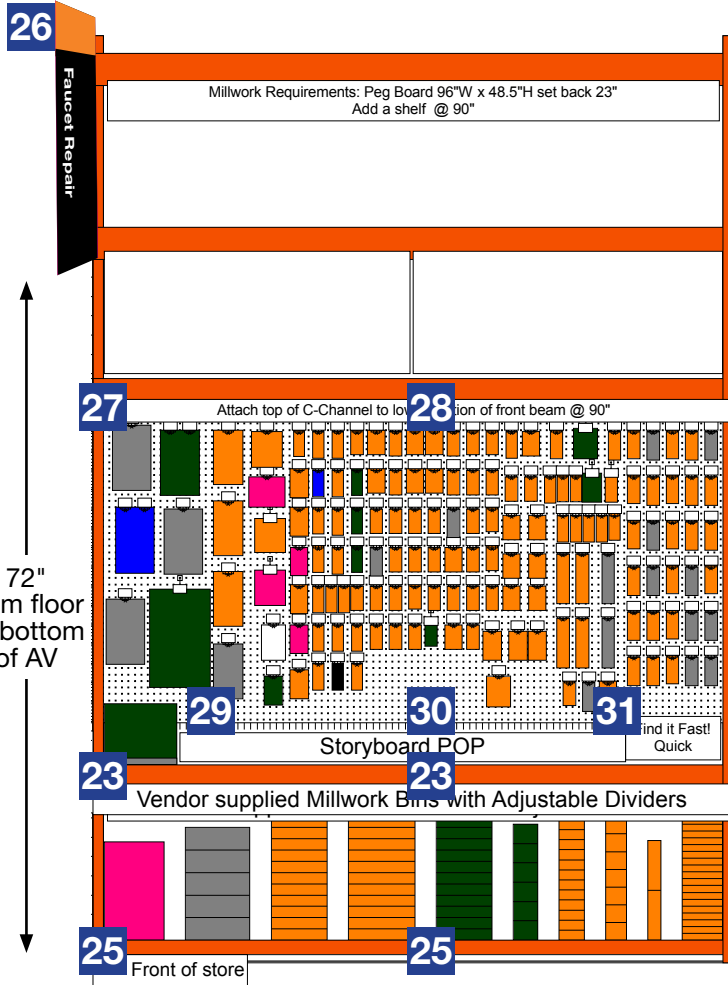 26
Faucet Repair
Millwork Requirements: Peg Board 96"W x 48.5"H set back 23"
Add a shelf @ 90"
27
28
Attach top of C-Channel to low tion of front beam @ 90"
72"
m floor
bottom
of AV
29
30
31
Storyboard POP
Find it Fast!
Quick
23
23
Vendor supplied Millwork Bins with Adjustable Dividers
25
25
Front of store